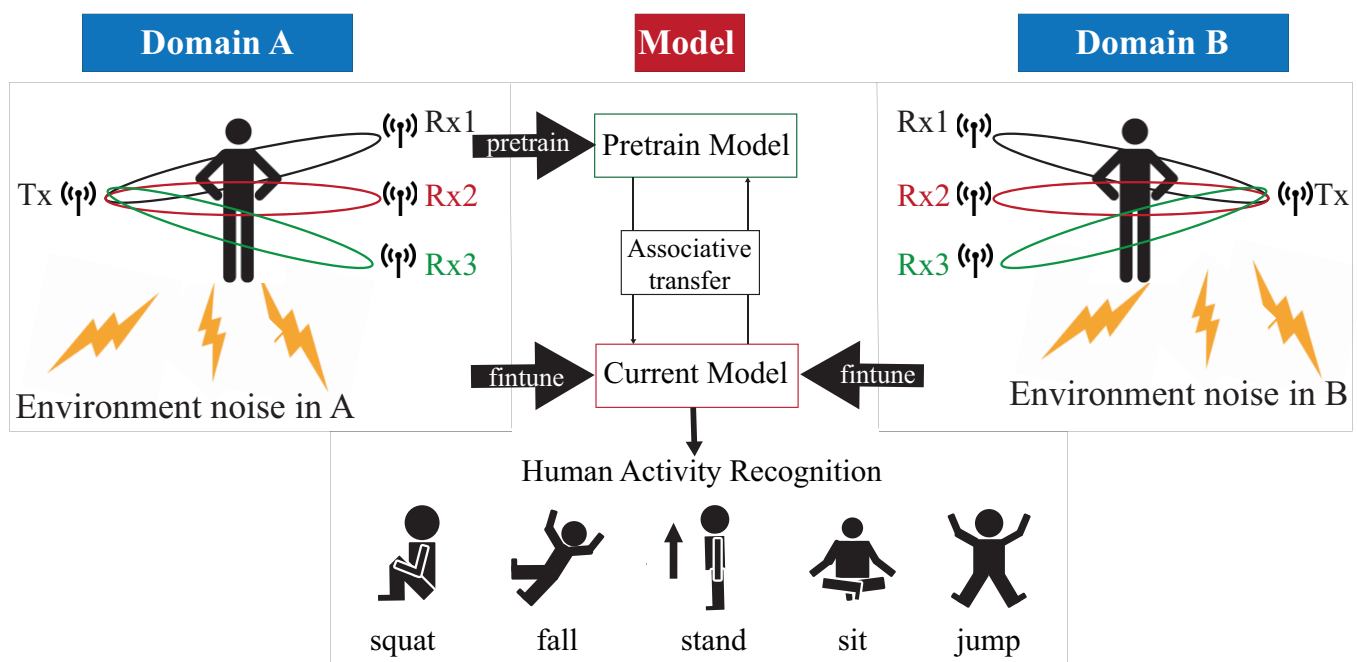 Domain A
Model
Domain B
Rx1
pretrain
Pretrain Model
Rx1
Tx
Rx2
Rx2
Tx
Rx3
Associative
transfer
Rx3
fintune
Current Model
fintune
Environment noise in A
Environment noise in B
Human Activity Recognition
squat
fall
stand
sit
jump